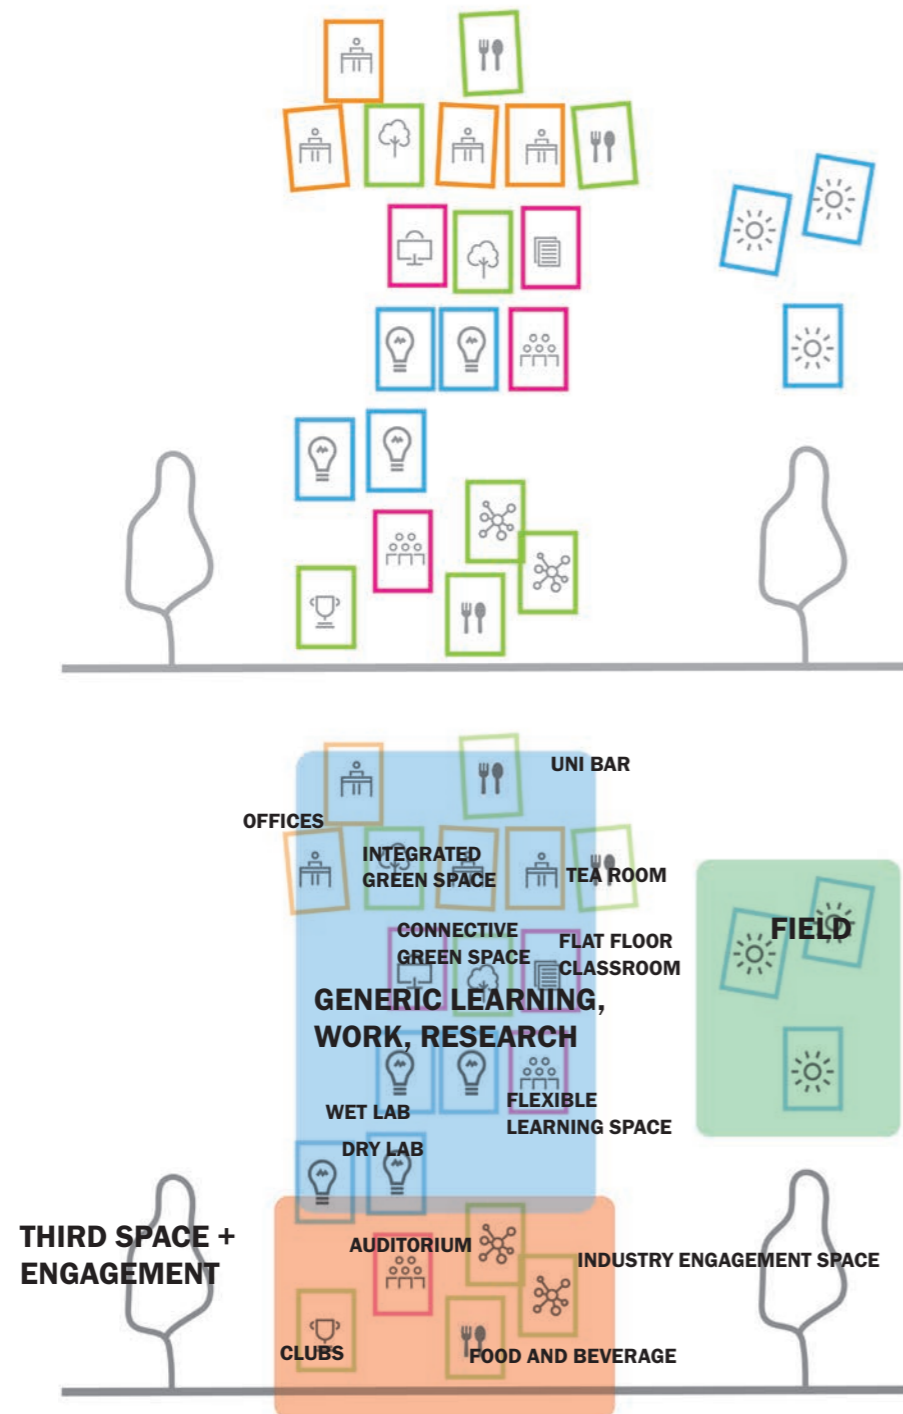 UNI BAR
OFFICES
INTEGRATED
GREEN SPACE
TEA ROOM
CONNECTIVE
GREEN SPACE
FLAT FLOOR
CLASSROOM
FIELD
GENERIC LEARNING,
WORK, RESEARCH
WET LAB
FLEXIBLE
LEARNING SPACE
DRY LAB
THIRD SPACE +
ENGAGEMENT
AUDITORIUM
INDUSTRY ENGAGEMENT SPACE
CLUBS
FOOD AND BEVERAGE